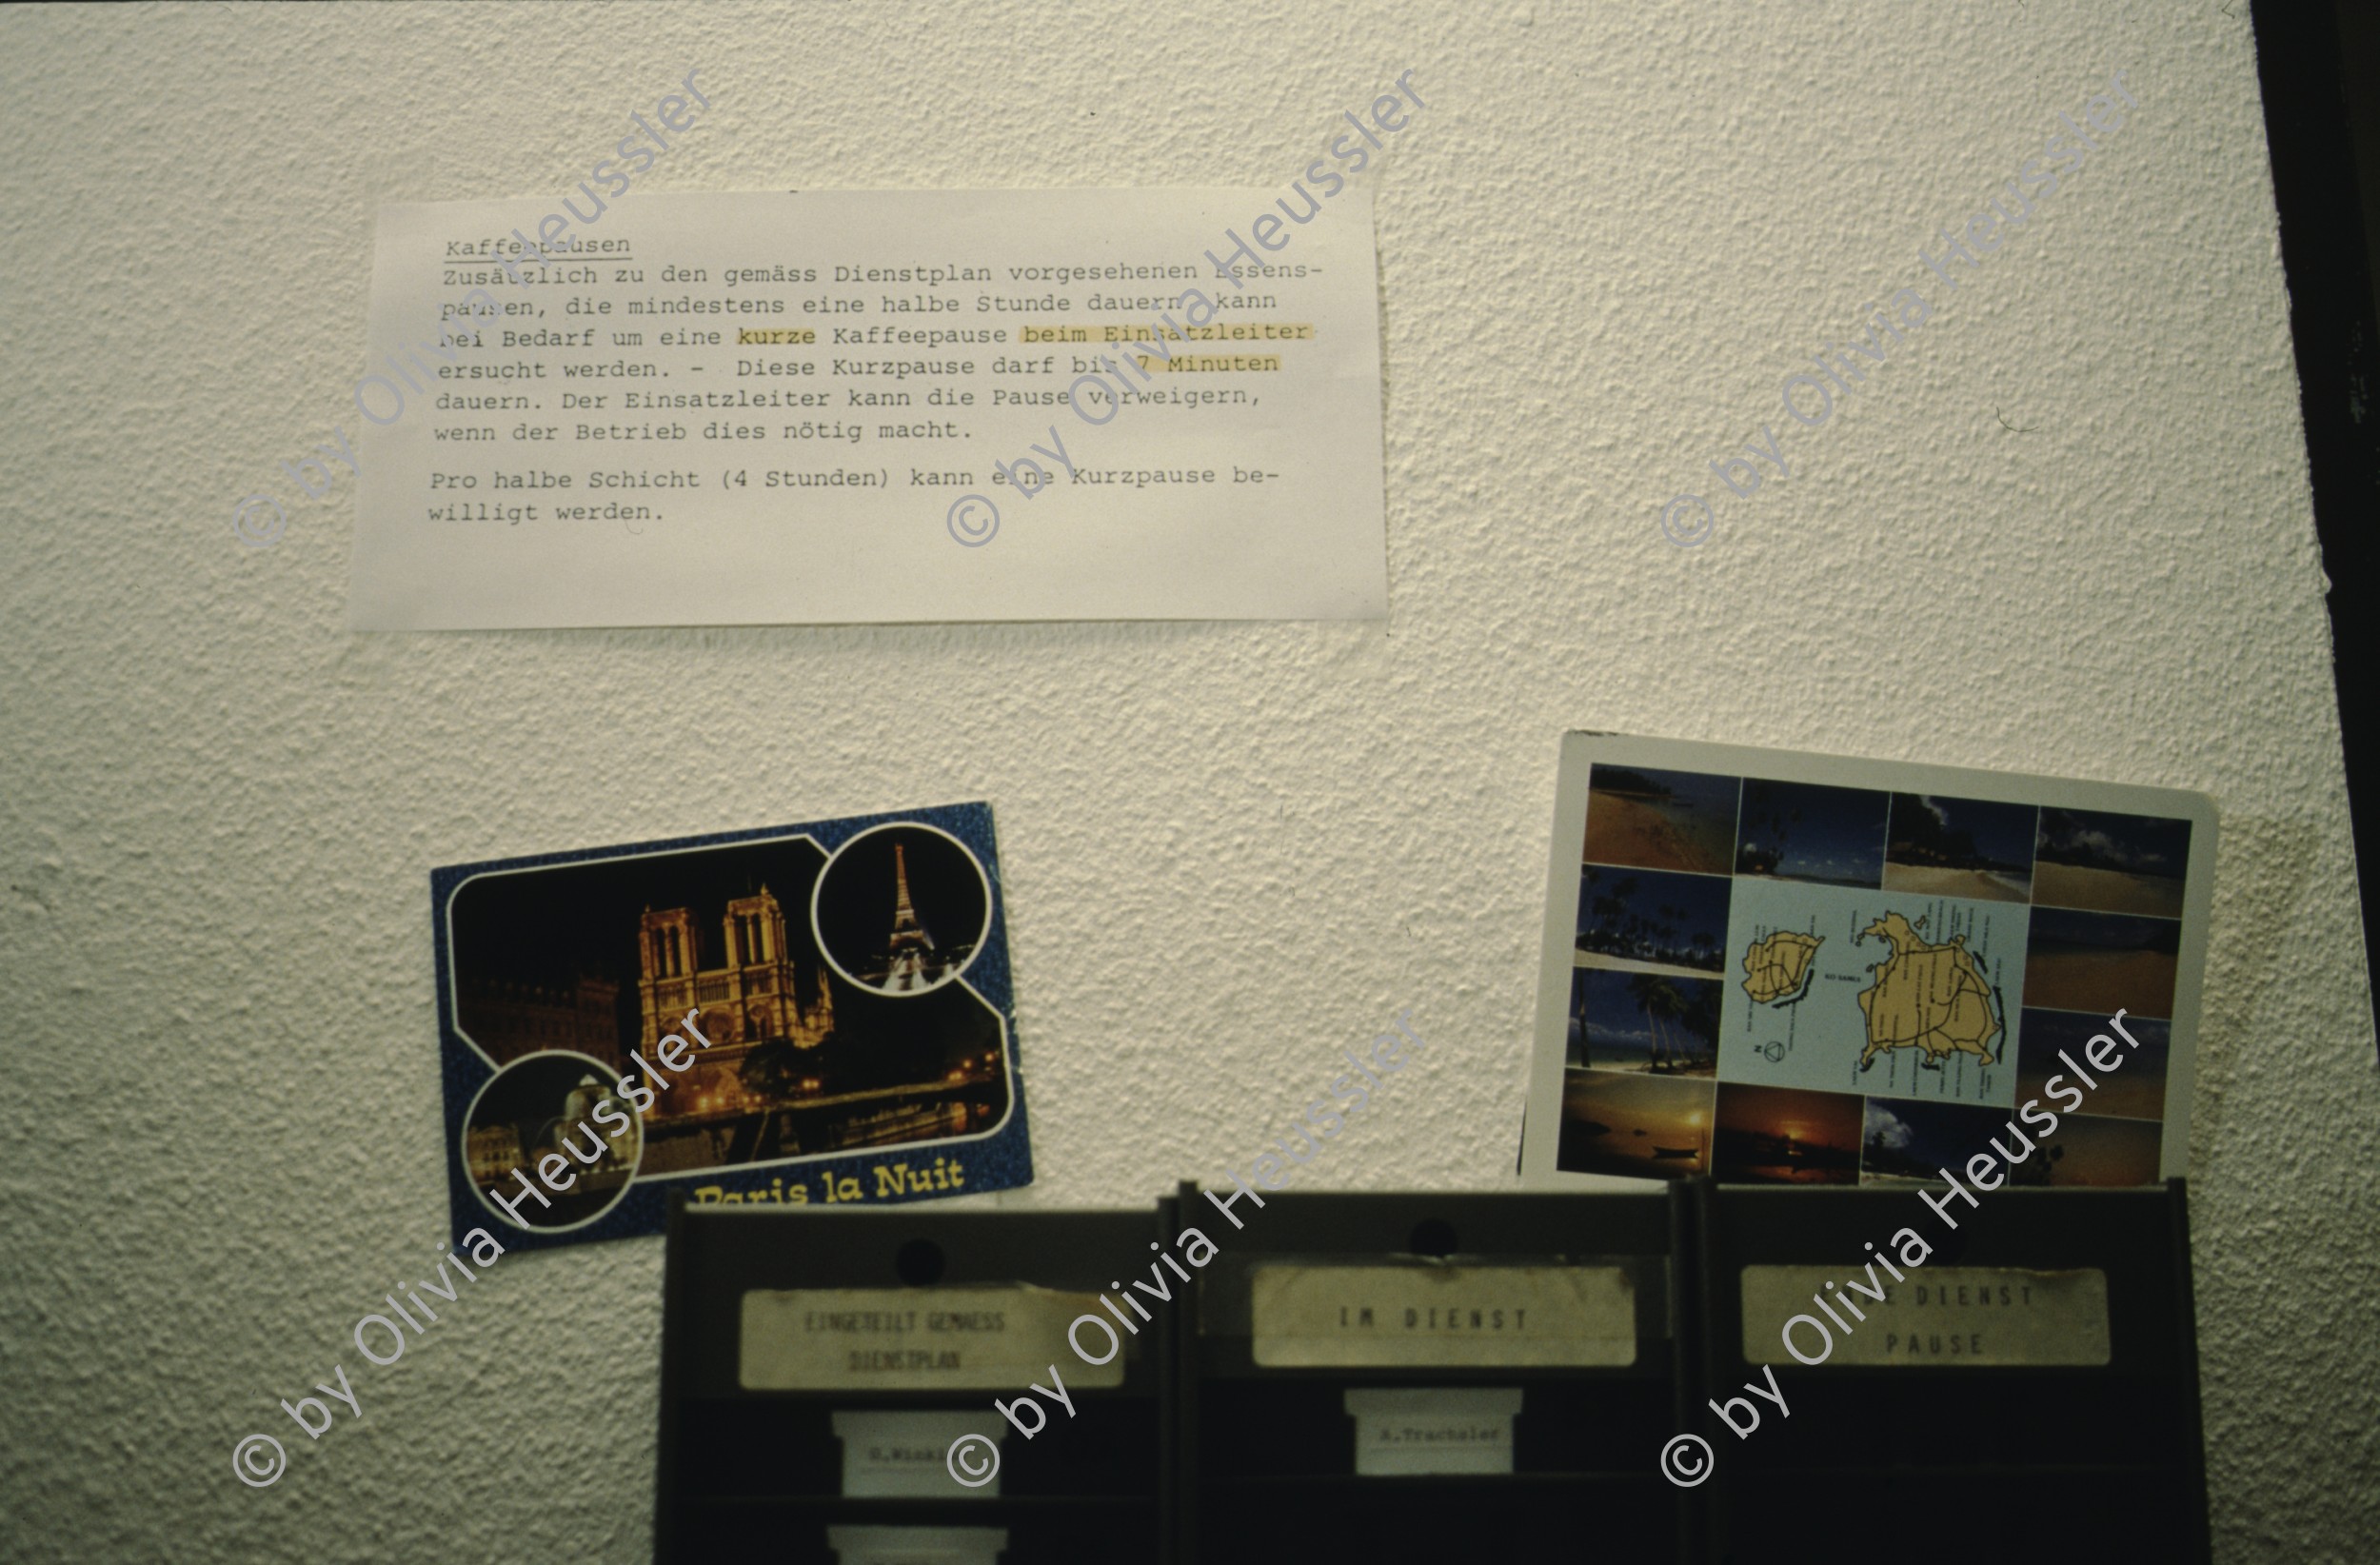 Kaffeepausen
Zusätzlich zu den gemäss Dienstplan vorgesehenen Essens-
pausen, die mindestens eine halbe Stunde dauern, kann
bei Bedarf um eine kurze Kaffeepause beim Einsatzleiter
ersucht werden. - Diese Kurzpause darf bis 7 Minuten
dauern. Der Einsatzleiter kann die Pause verweigern,
wenn der Betrieb dies nötig macht.
Pro halbe Schicht (4 Stunden) kann eine Kurzpause be-
willigt werden.
Paris la Nuit
N
EINGETEILT GEMAESS
DIENSTPLAN
IM DIENST
ENDE DIENST
PAUSE
A.Trachsler
© by Olivia Heussler
© by Olivia Heussler
© by Olivia Heussler
© by Olivia Heussler
© by Olivia Heussler
© by Olivia Heussler